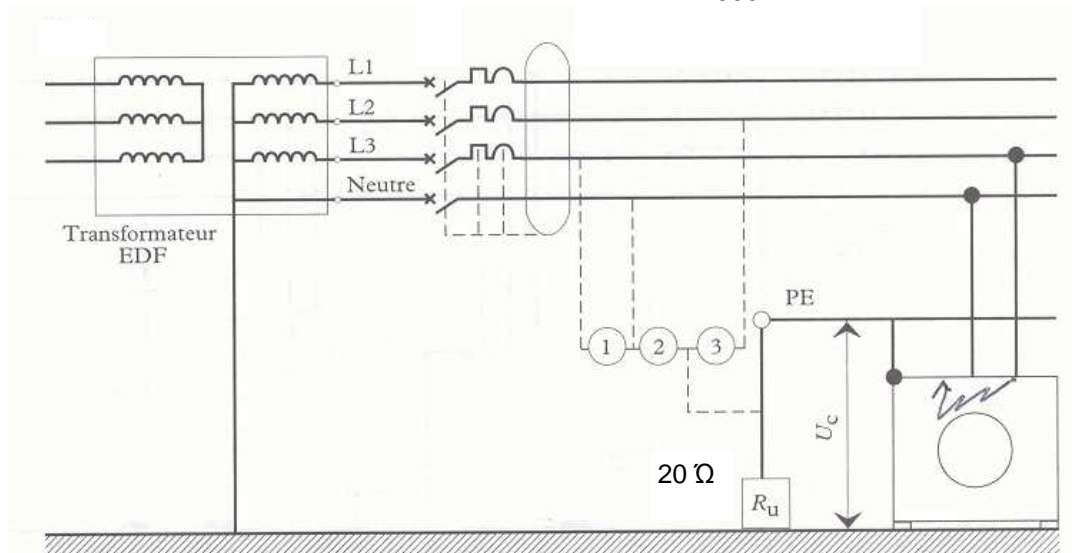 L1
L2
L3
Neutre
Transformateur
EDF
PE
1
2
3
Uc
20 Ω
Ru